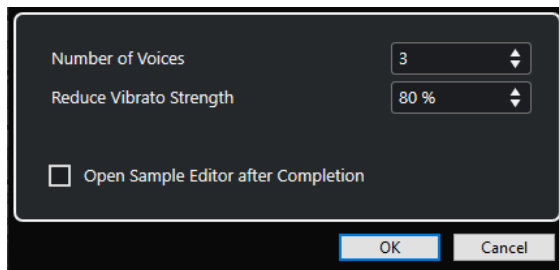 Number of Voices 3
Reduce Vibrato Strength 80 %
Open Sample Editor after Completion
OK Cancel